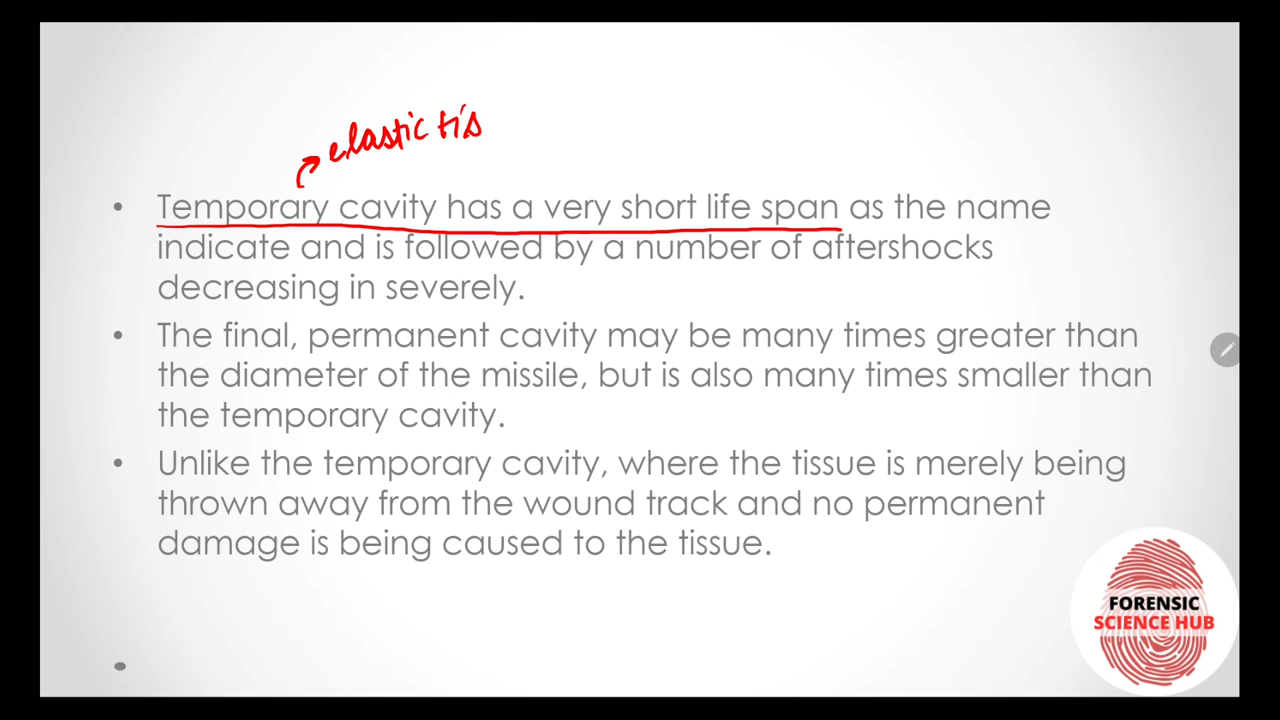 elastic tis
• Temporary cavity has a very short life span as the name
indicate and is followed by a number of aftershocks
decreasing in severely.
• The final, permanent cavity may be many times greater than
the diameter of the missile, but is also many times smaller than
the temporary cavity.
• Unlike the temporary cavity, where the tissue is merely being
thrown away from the wound track and no permanent
damage is being caused to the tissue.
•
FORENSIC
SCIENCE HUB